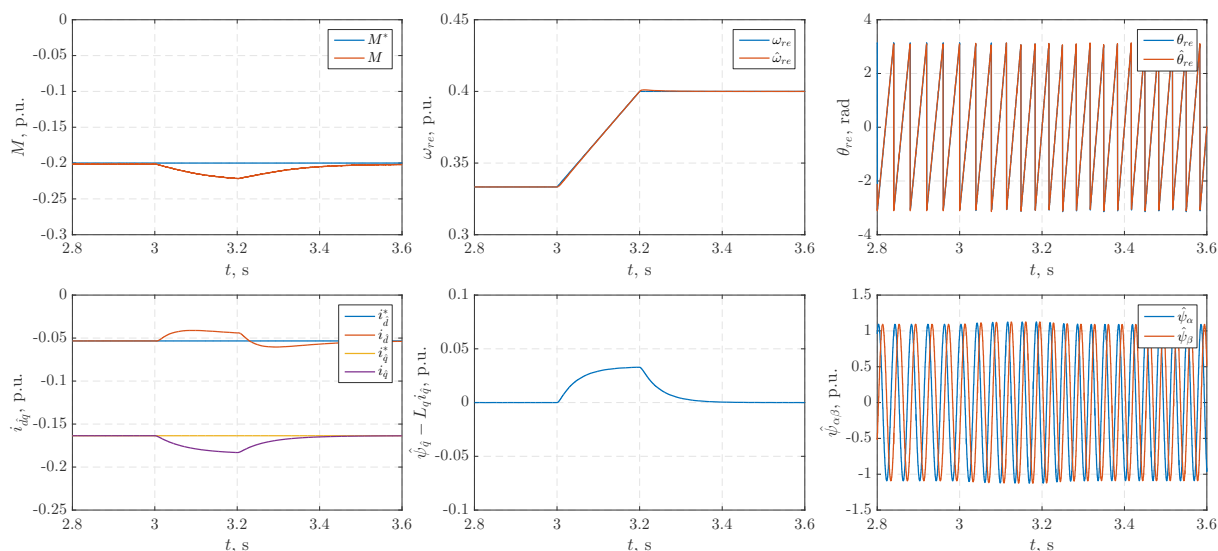 0
-0.05
-0.1
-0.15
-0.2
-0.25
-0.3
M, p.u.
M*
M
2.8 3 3.2 3.4 3.6
t, s
0.45
0.4
0.35
0.3
ω_re, p.u.
ω_re
ω̂_re
2.8 3 3.2 3.4 3.6
t, s
4
2
0
-2
-4
θ_re, rad
θ_re
θ̂_re
2.8 3 3.2 3.4 3.6
t, s
0
-0.05
-0.1
-0.15
-0.2
-0.25
i_d̂q̂, p.u.
i*_d̂
i_d̂
i*_q̂
i_q̂
2.8 3 3.2 3.4 3.6
t, s
0.1
0.05
0
-0.05
-0.1
ψ̂_q̂ − L_q i_q̂, p.u.
2.8 3 3.2 3.4 3.6
t, s
1.5
1
0.5
0
-0.5
-1
-1.5
ψ̂_αβ, p.u.
ψ̂_α
ψ̂_β
2.8 3 3.2 3.4 3.6
t, s